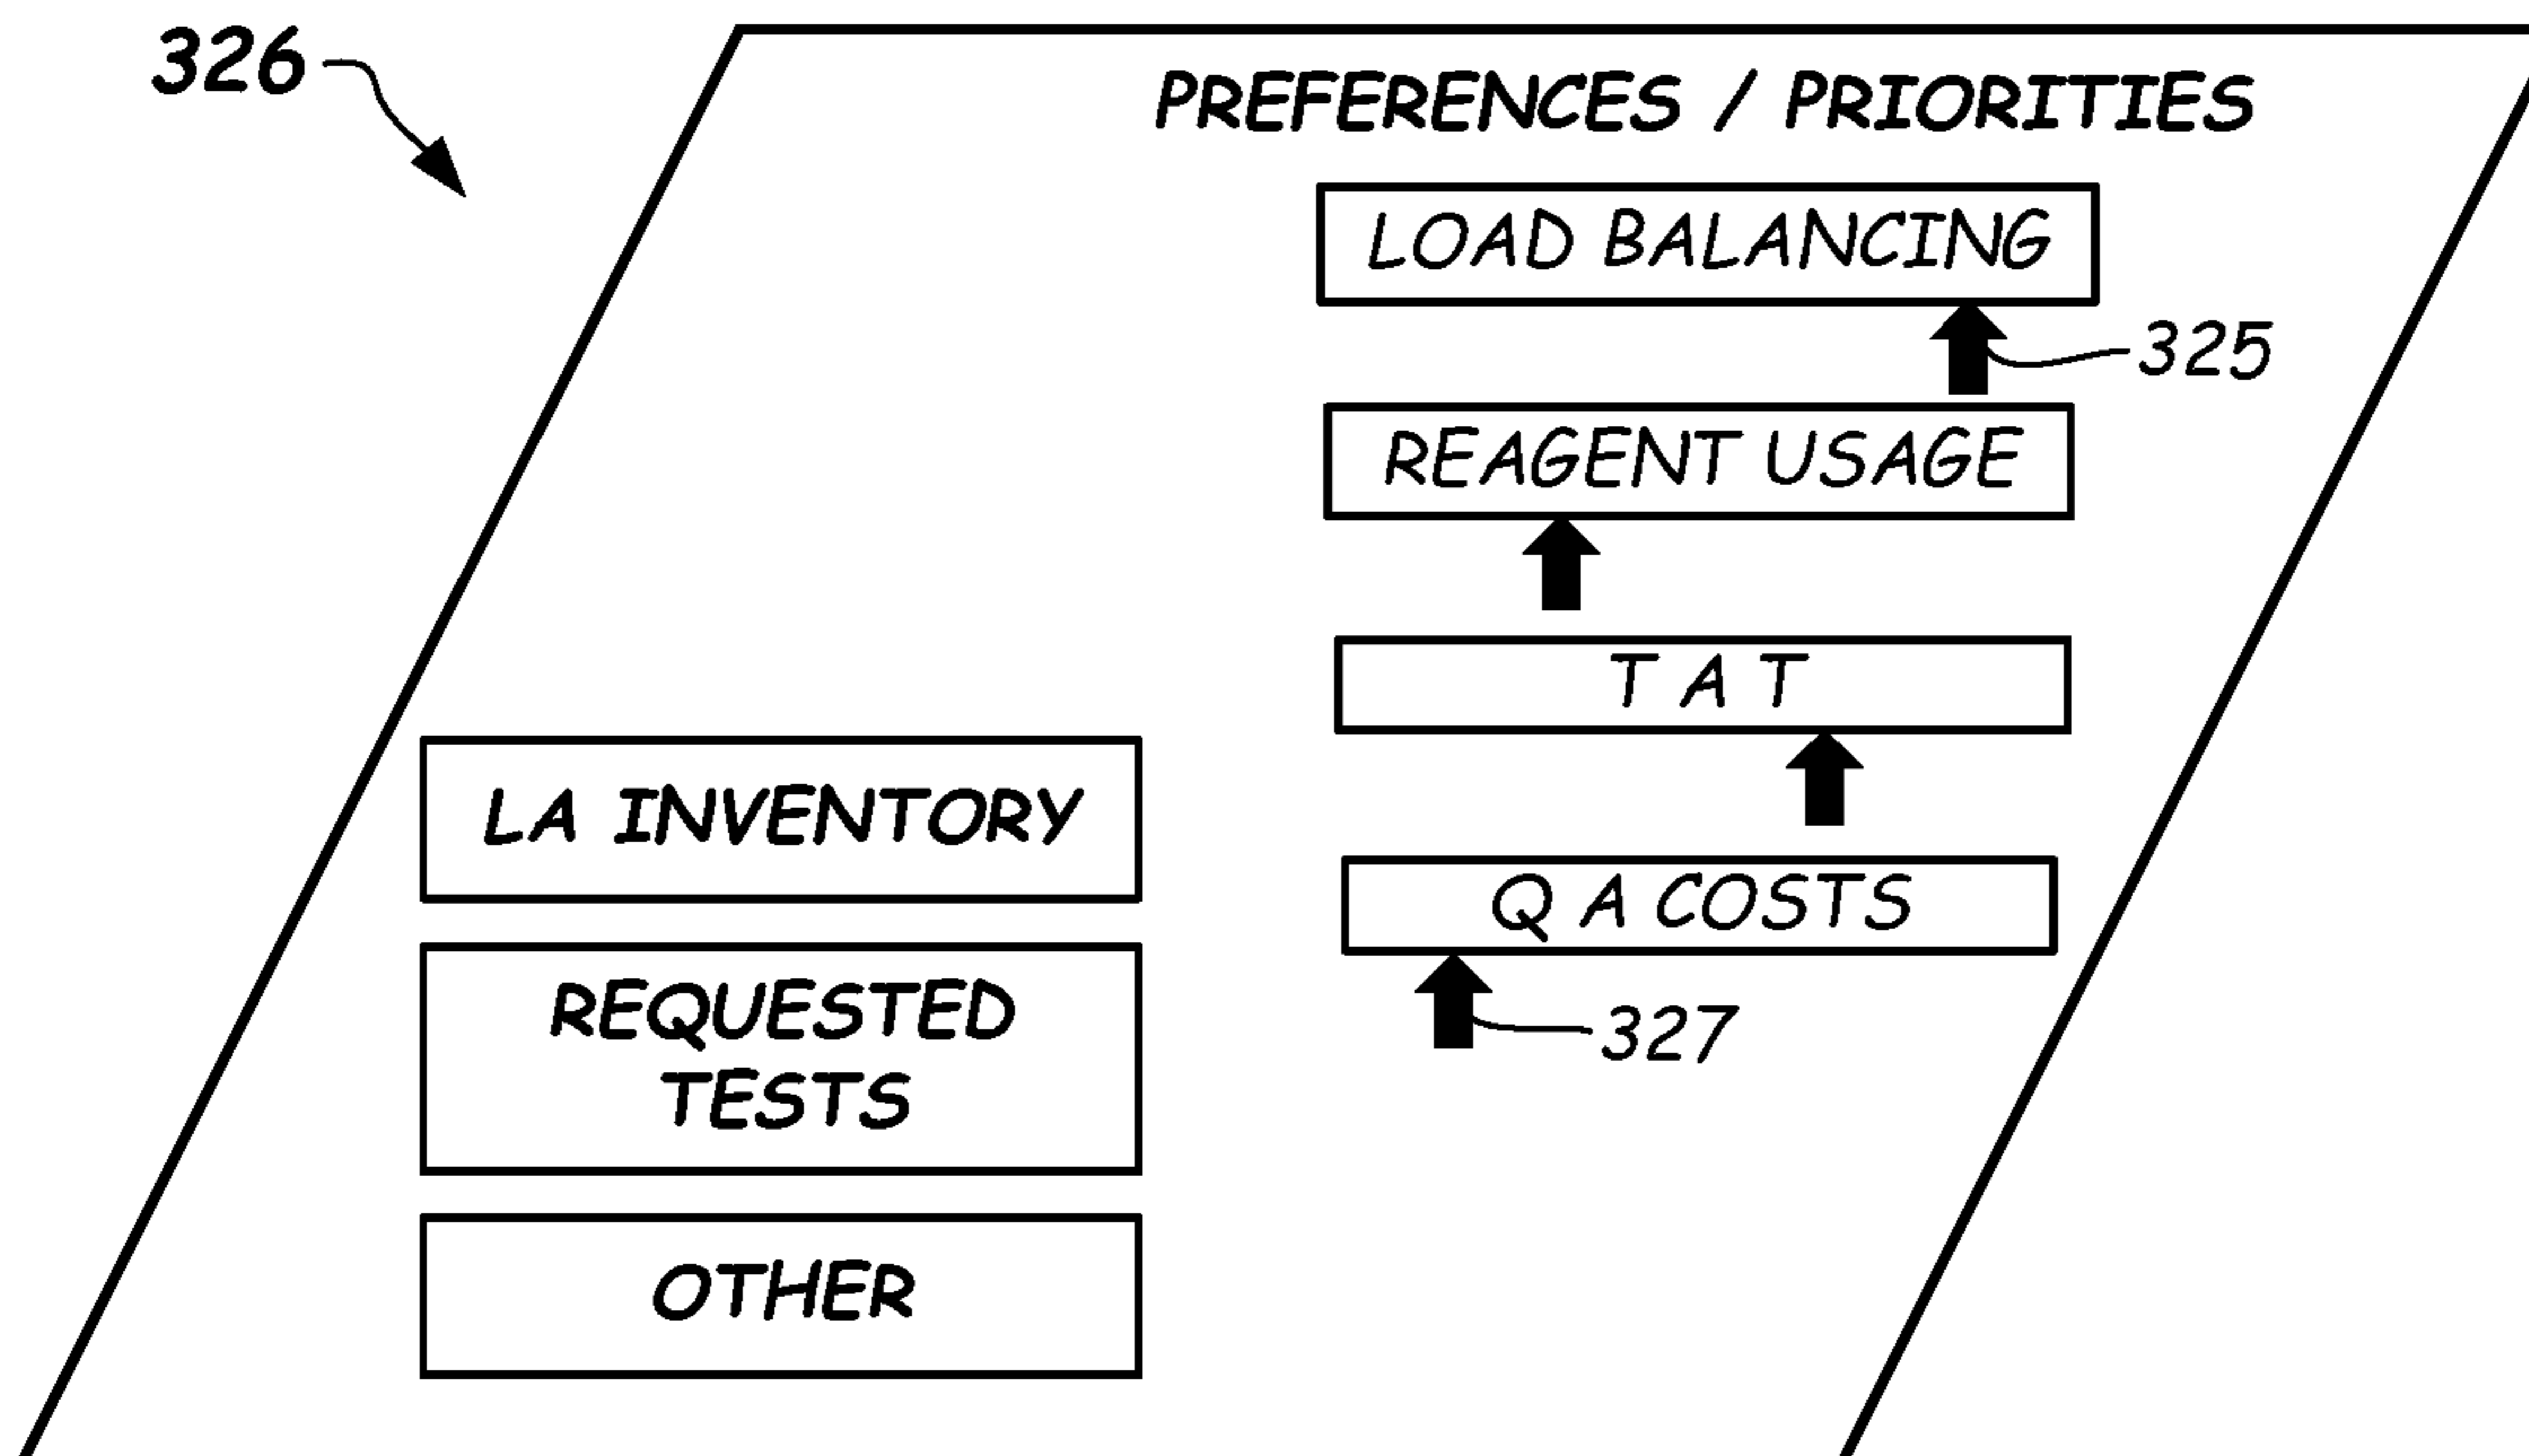 326
PREFERENCES / PRIORITIES
LOAD BALANCING
325
REAGENT USAGE
T A T
Q A COSTS
327
LA INVENTORY
REQUESTED
TESTS
OTHER